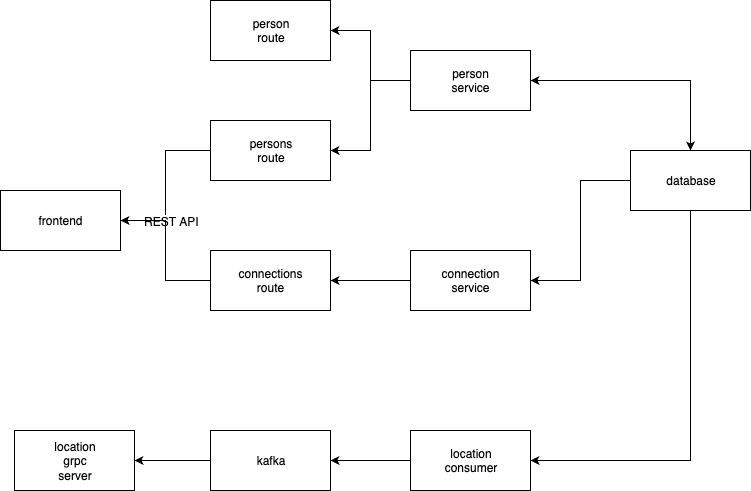 person
route
person
service
persons
route
database
frontend
REST API
connections
route
connection
service
location
grpc
server
kafka
location
consumer